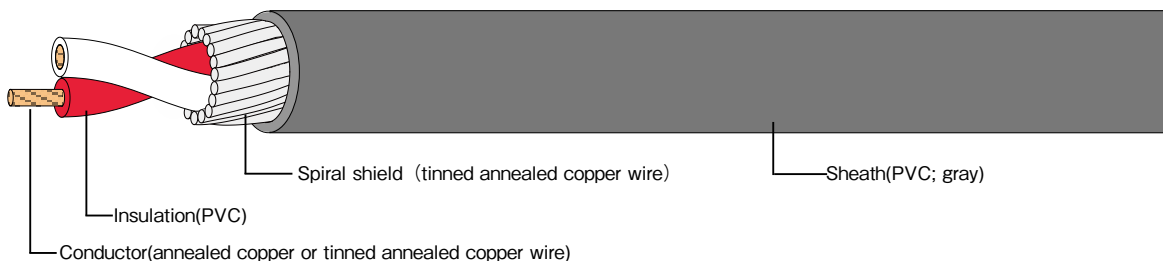 Spiral shield（tinned annealed copper wire）
Sheath(PVC; gray)
Insulation(PVC)
Conductor(annealed copper or tinned annealed copper wire)